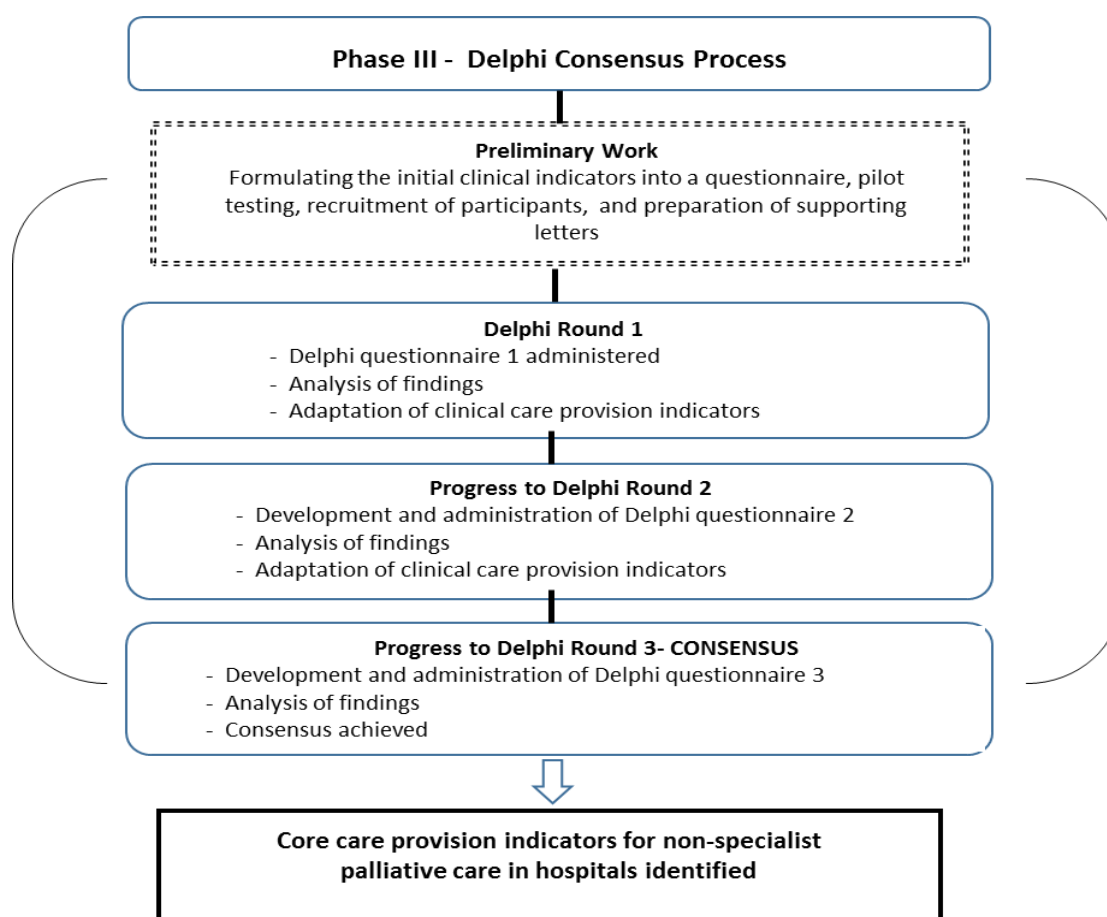 Phase III - Delphi Consensus Process
Preliminary Work
Formulating the initial clinical indicators into a questionnaire, pilot
testing, recruitment of participants, and preparation of supporting
letters
Delphi Round 1
- Delphi questionnaire 1 administered
- Analysis of findings
- Adaptation of clinical care provision indicators
Progress to Delphi Round 2
- Development and administration of Delphi questionnaire 2
- Analysis of findings
- Adaptation of clinical care provision indicators
Progress to Delphi Round 3- CONSENSUS
- Development and administration of Delphi questionnaire 3
- Analysis of findings
- Consensus achieved
Core care provision indicators for non-specialist
palliative care in hospitals identified